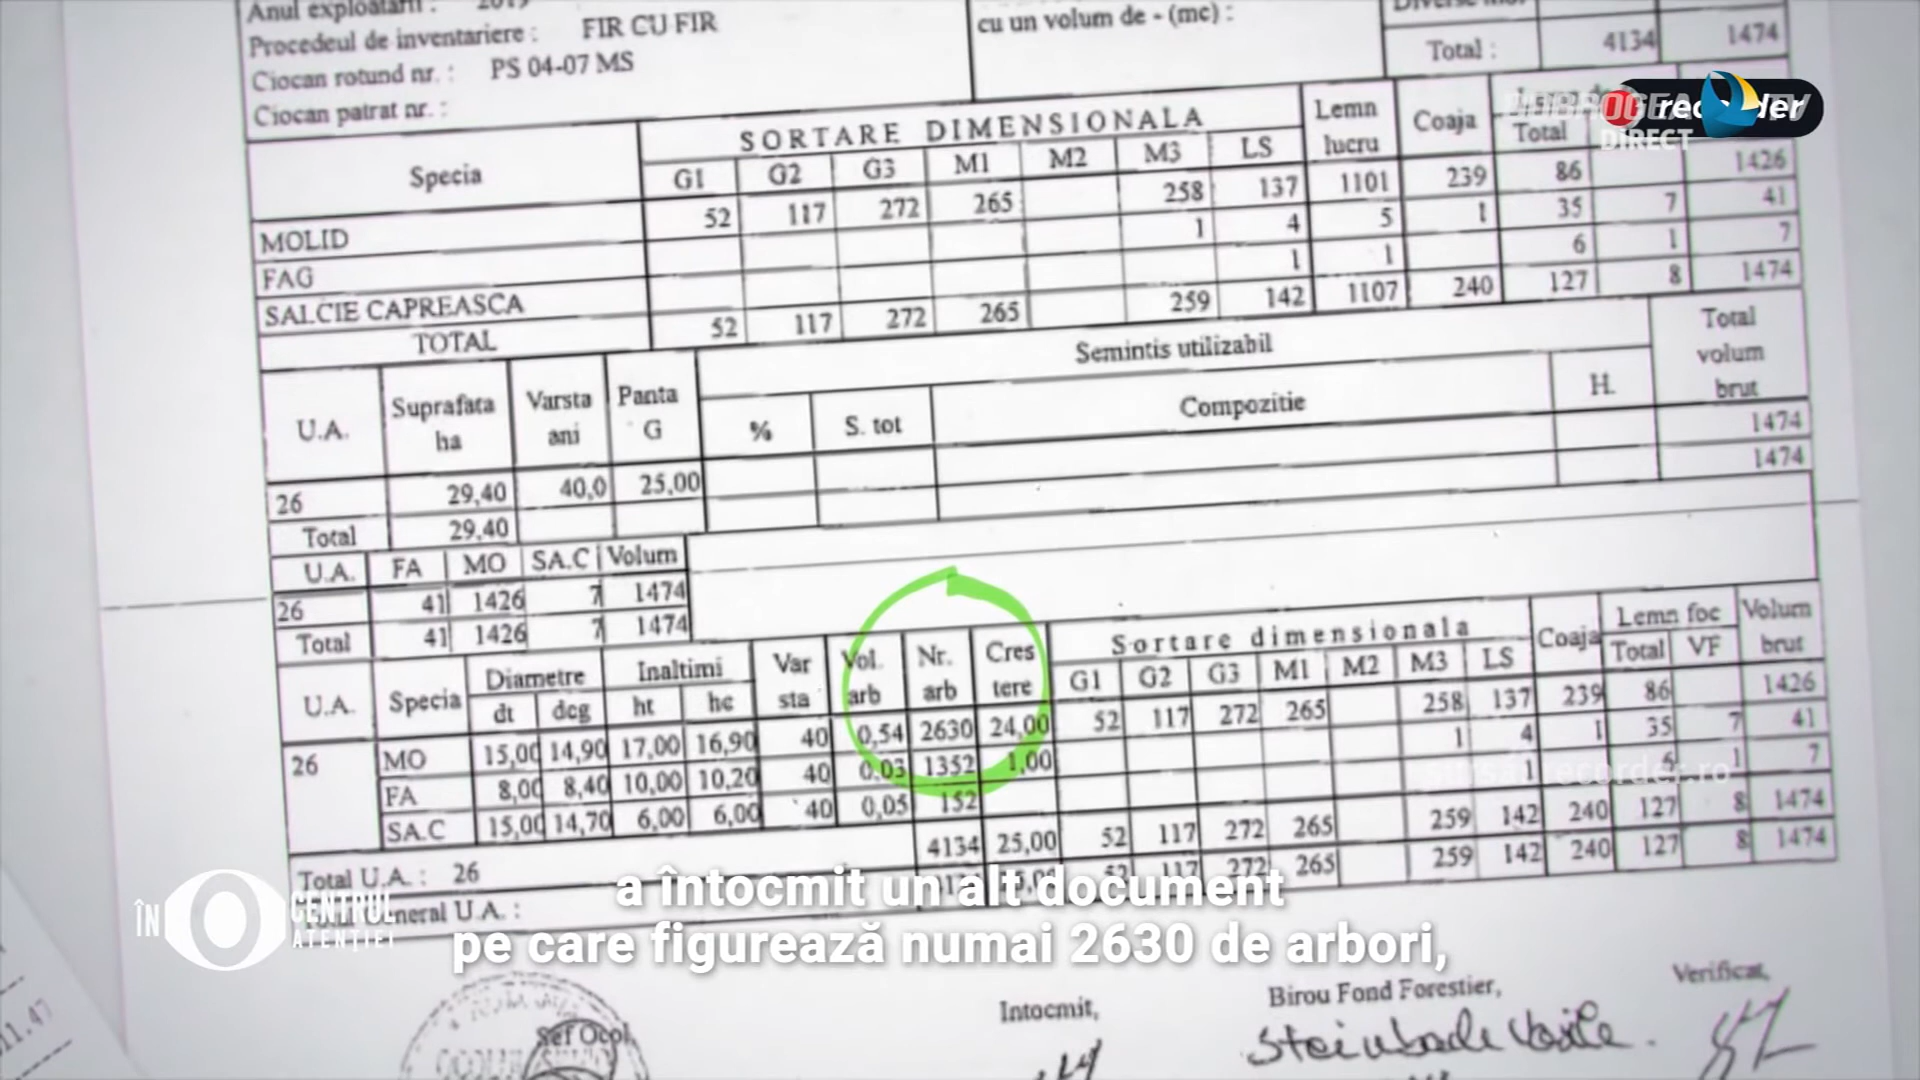 Anul exploatarii :
Procedeul de inventariere : FIR CU FIR
Ciocan rotund nr. : PS 04-07 MS
Ciocan patrat nr. :
cu un volum de - (mc) :
Total : 4134 1474
Specia SORTARE DIMENSIONALA Lemn lucru Coaja Total
G1 G2 G3 M1 M2 M3 LS
MOLID 52 117 272 265 258 137 1101 239 86 1426
FAG 1 4 5 1 35 7 41
SALCIE CAPREASCA 1 1 6 1 7
TOTAL 52 117 272 265 259 142 1107 240 127 8 1474
U.A. Suprafata ha Varsta ani Panta G Semintis utilizabil Total volum brut
% S. tot Compozitie H.
26 29,40 40,0 25,00 1474
Total 29,40 1474
U.A. FA MO SA.C Volum
26 41 1426 7 1474
Total 41 1426 7 1474
U.A. Specia Diametre Inaltimi Var sta Vol. arb Nr. arb Cres tere Sortare dimensionala Coaja Lemn foc Volum brut
dt dcg ht hc G1 G2 G3 M1 M2 M3 LS Total VF
26 MO 15,00 14,90 17,00 16,90 40 0,54 2630 24,00 52 117 272 265 258 137 239 86 1426
FA 8,00 8,40 10,00 10,20 40 0,03 1352 1,00 1 4 1 35 7 41
SA.C 15,00 14,70 6,00 6,00 40 0,05 152 1 6 1 7
Total U.A. : 26 4134 25,00 52 117 272 265 259 142 240 127 8 1474
U.A. : 52 117 272 265 259 142 240 127 8 1474
Sef Ocol,
Intocmit,
Birou Fond Forestier,
Verificat,
a întocmit un alt document
pe care figurează numai 2630 de arbori,
ÎN CENTRUL ATENȚIEI
recorder
DIRECT
recorder.ro